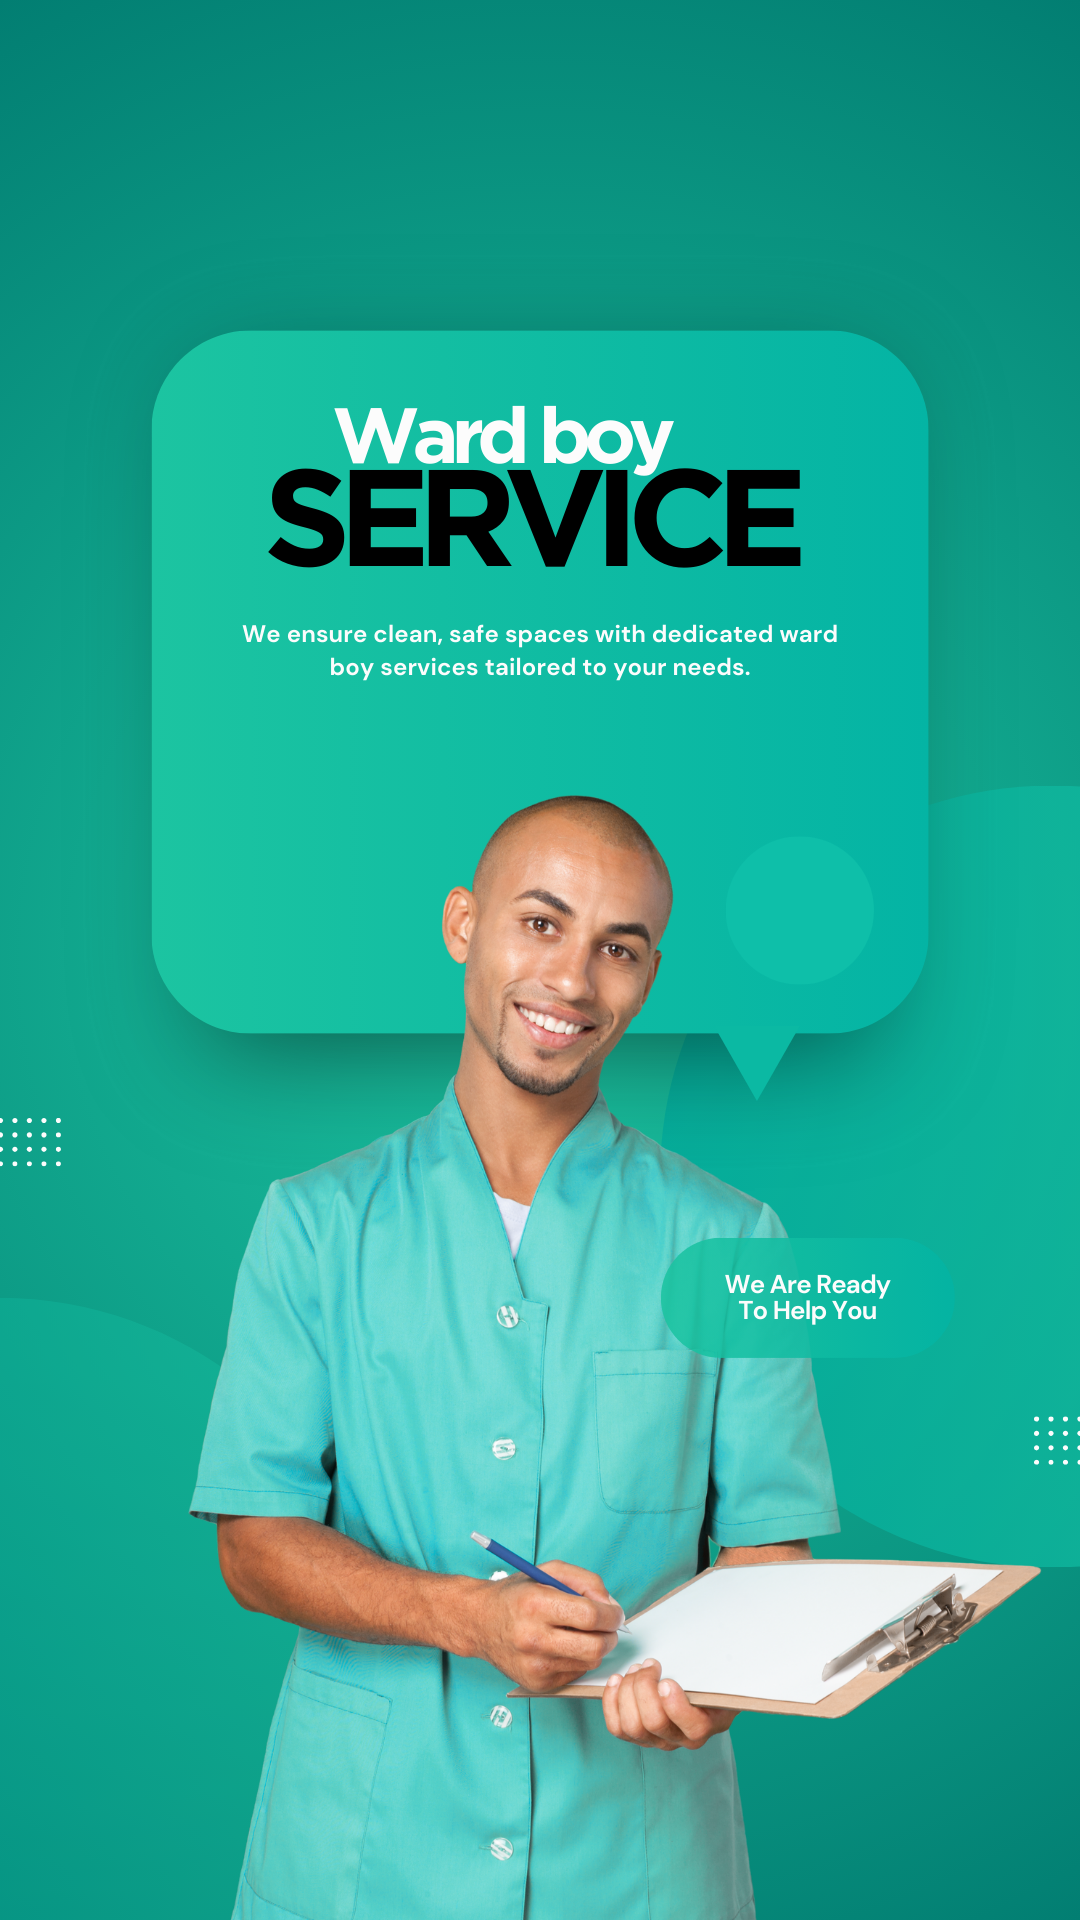 Ward boy
SERVICE
We ensure clean, safe spaces with dedicated ward
boy services tailored to your needs.
We Are Ready
To Help You